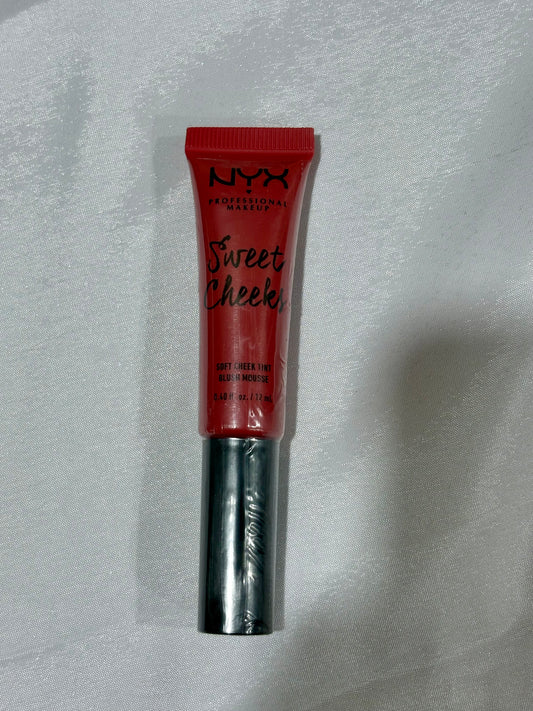 NYX
PROFESSIONAL
MAKEUP
Sweet
Cheeks
SOFT CHEEK TINT
BLUSH MOUSSE
0.40 fl. oz. / 12 mL